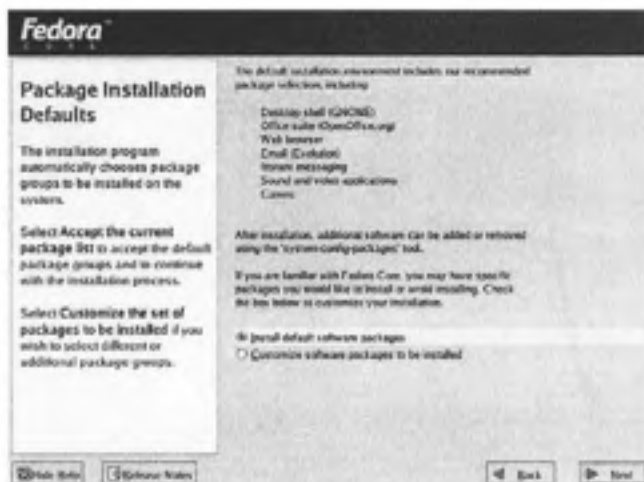 Fedora
CORE
Package Installation
Defaults
The installation program
automatically chooses package
groups to be installed on the
system.
Select Accept the current
package list to accept the default
package groups and to continue
with the installation process.
Select Customize the set of
packages to be installed if you
wish to select different or
additional package groups.
The default installation environment includes our recommended
package selection, including:
Desktop shell (GNOME)
Office suite (OpenOffice.org)
Web browser
Email (Evolution)
Instant messaging
Sound and video applications
Games
After installation, additional software can be added or removed
using the 'system-config-packages' tool.
If you are familiar with Fedora Core, you may have specific
packages you would like to install or avoid installing. Check
the box below to customize your installation.
Install default software packages
Customize software packages to be installed
Hide Help
Release Notes
Back
Next